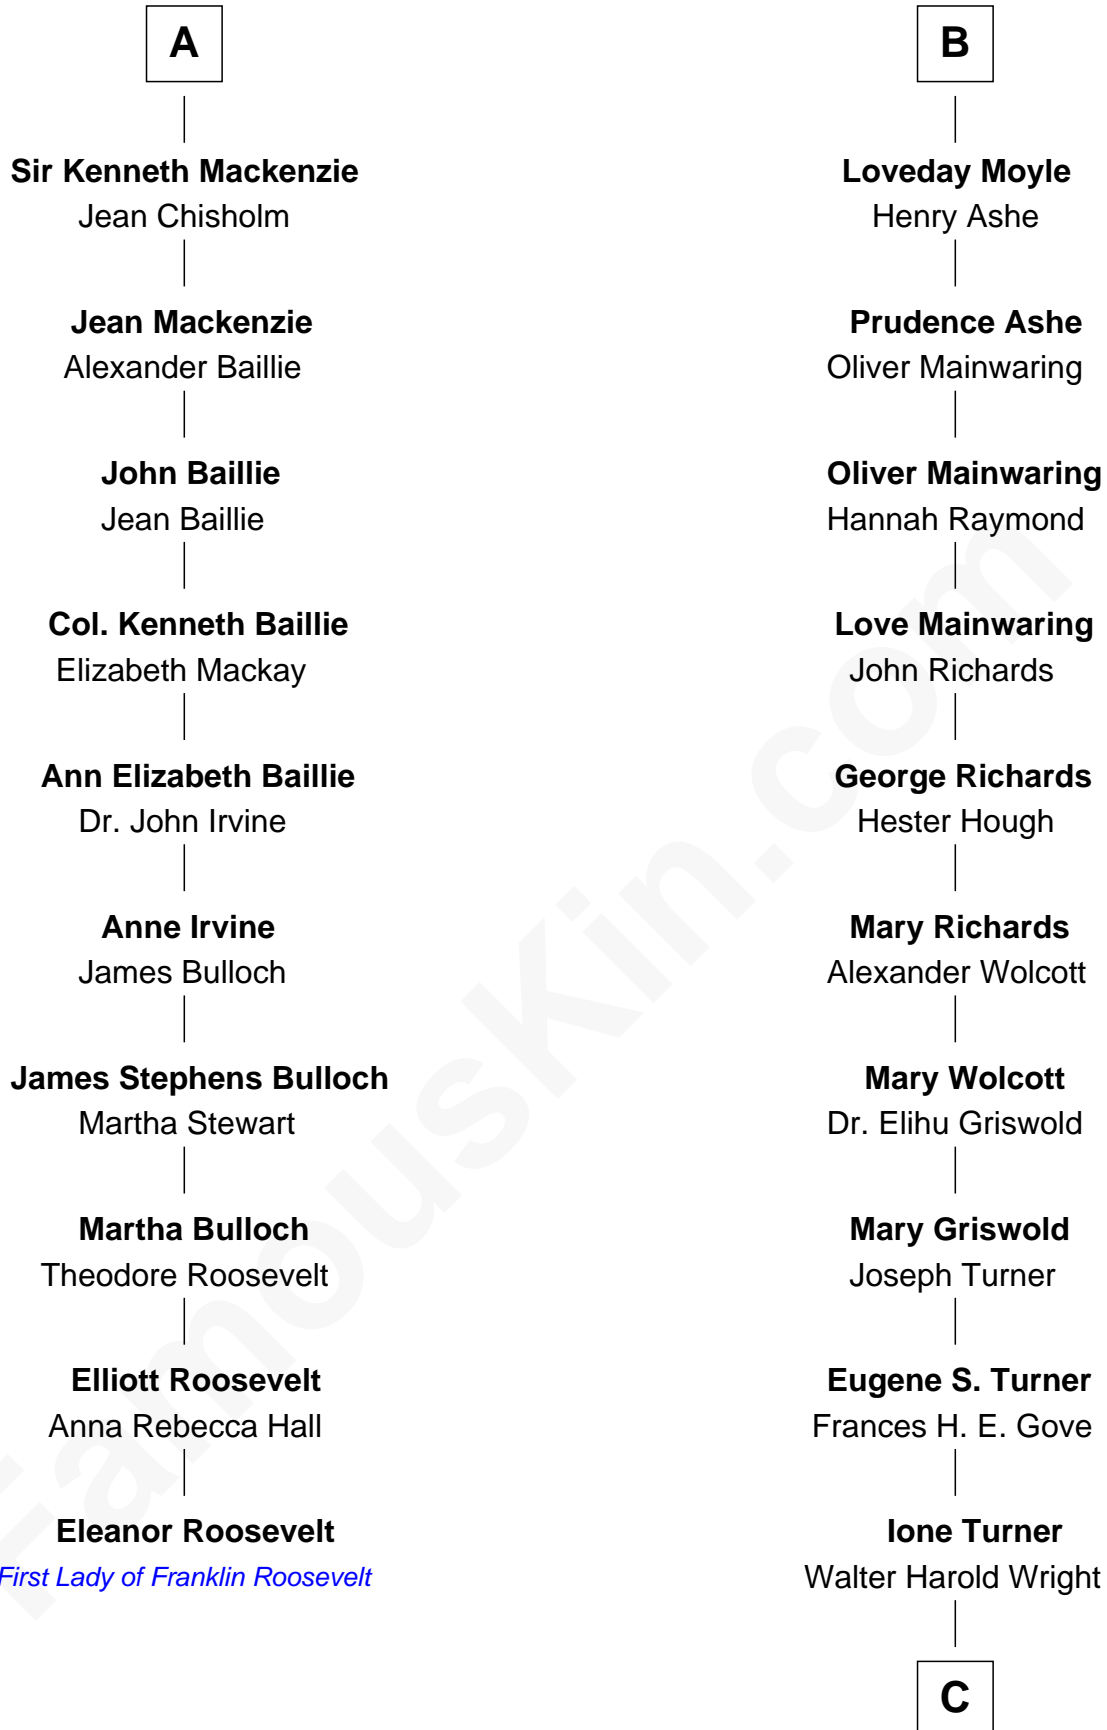 A
Sir Kenneth Mackenzie
Jean Chisholm
Jean Mackenzie
Alexander Baillie
John Baillie
Jean Baillie
Col. Kenneth Baillie
Elizabeth Mackay
Ann Elizabeth Baillie
Dr. John Irvine
Anne Irvine
James Bulloch
James Stephens Bulloch
Martha Stewart
Martha Bulloch
Theodore Roosevelt
Elliott Roosevelt
Anna Rebecca Hall
Eleanor Roosevelt
First Lady of Franklin Roosevelt
B
Loveday Moyle
Henry Ashe
Prudence Ashe
Oliver Mainwaring
Oliver Mainwaring
Hannah Raymond
Love Mainwaring
John Richards
George Richards
Hester Hough
Mary Richards
Alexander Wolcott
Mary Wolcott
Dr. Elihu Griswold
Mary Griswold
Joseph Turner
Eugene S. Turner
Frances H. E. Gove
Ione Turner
Walter Harold Wright
C
FamousKin.com